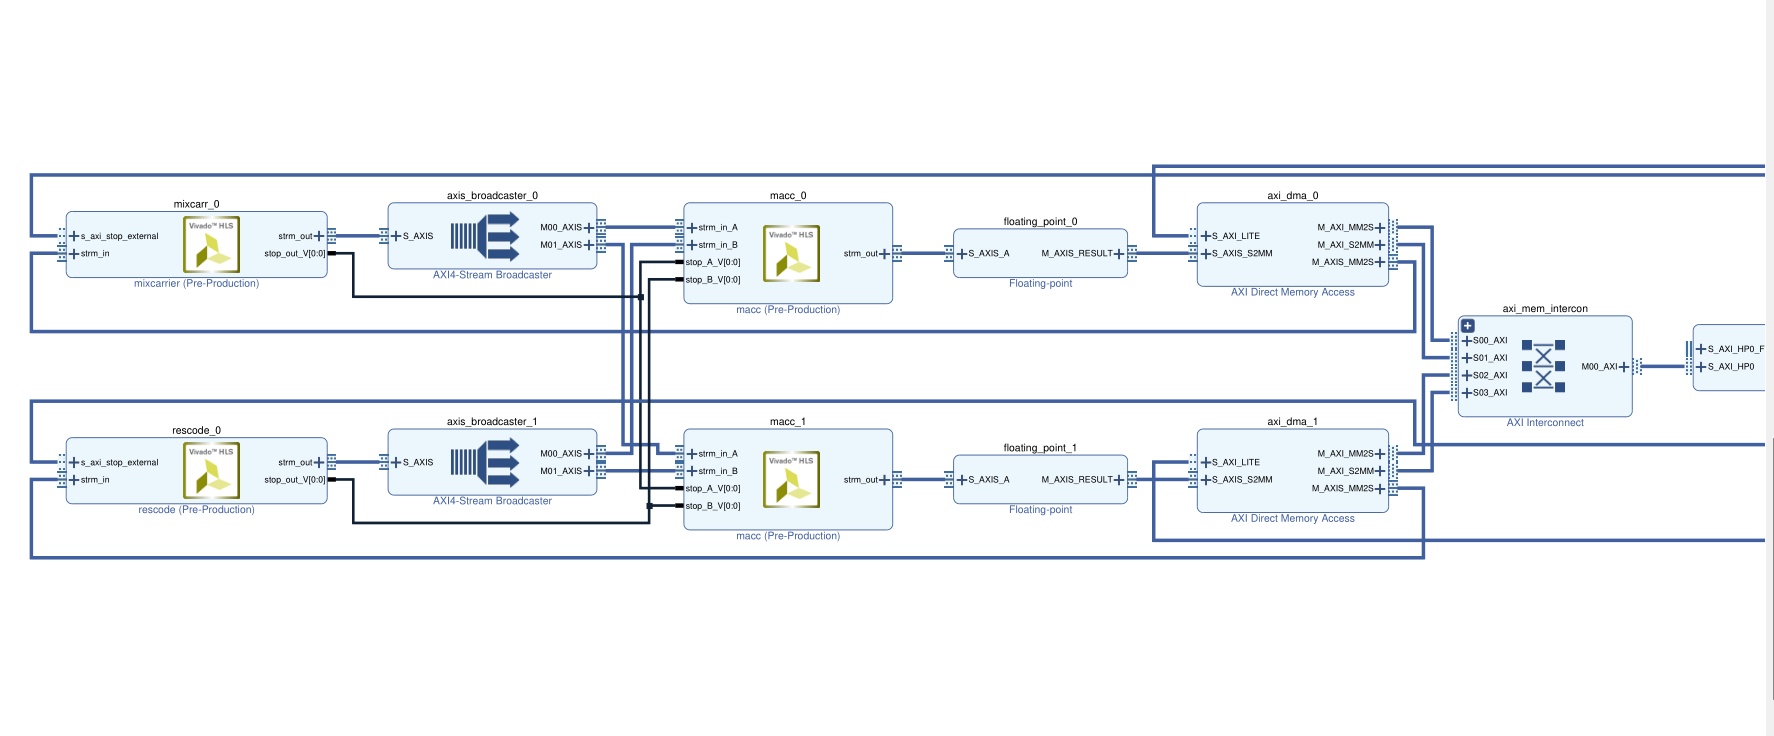 mixcarr_0
s_axi_stop_external
strm_in
Vivado™ HLS
strm_out
stop_out_V[0:0]
mixcarrier (Pre-Production)
axis_broadcaster_0
S_AXIS
M00_AXIS
M01_AXIS
AXI4-Stream Broadcaster
macc_0
strm_in_A
strm_in_B
stop_A_V[0:0]
stop_B_V[0:0]
Vivado™ HLS
strm_out
macc (Pre-Production)
floating_point_0
S_AXIS_A
M_AXIS_RESULT
Floating-point
axi_dma_0
S_AXI_LITE
S_AXIS_S2MM
M_AXI_MM2S
M_AXI_S2MM
M_AXIS_MM2S
AXI Direct Memory Access
axi_mem_intercon
S00_AXI
S01_AXI
S02_AXI
S03_AXI
M00_AXI
AXI Interconnect
S_AXI_HP0_F
S_AXI_HP0
rescode_0
s_axi_stop_external
strm_in
Vivado™ HLS
strm_out
stop_out_V[0:0]
rescode (Pre-Production)
axis_broadcaster_1
S_AXIS
M00_AXIS
M01_AXIS
AXI4-Stream Broadcaster
macc_1
strm_in_A
strm_in_B
stop_A_V[0:0]
stop_B_V[0:0]
Vivado™ HLS
strm_out
macc (Pre-Production)
floating_point_1
S_AXIS_A
M_AXIS_RESULT
Floating-point
axi_dma_1
S_AXI_LITE
S_AXIS_S2MM
M_AXI_MM2S
M_AXI_S2MM
M_AXIS_MM2S
AXI Direct Memory Access